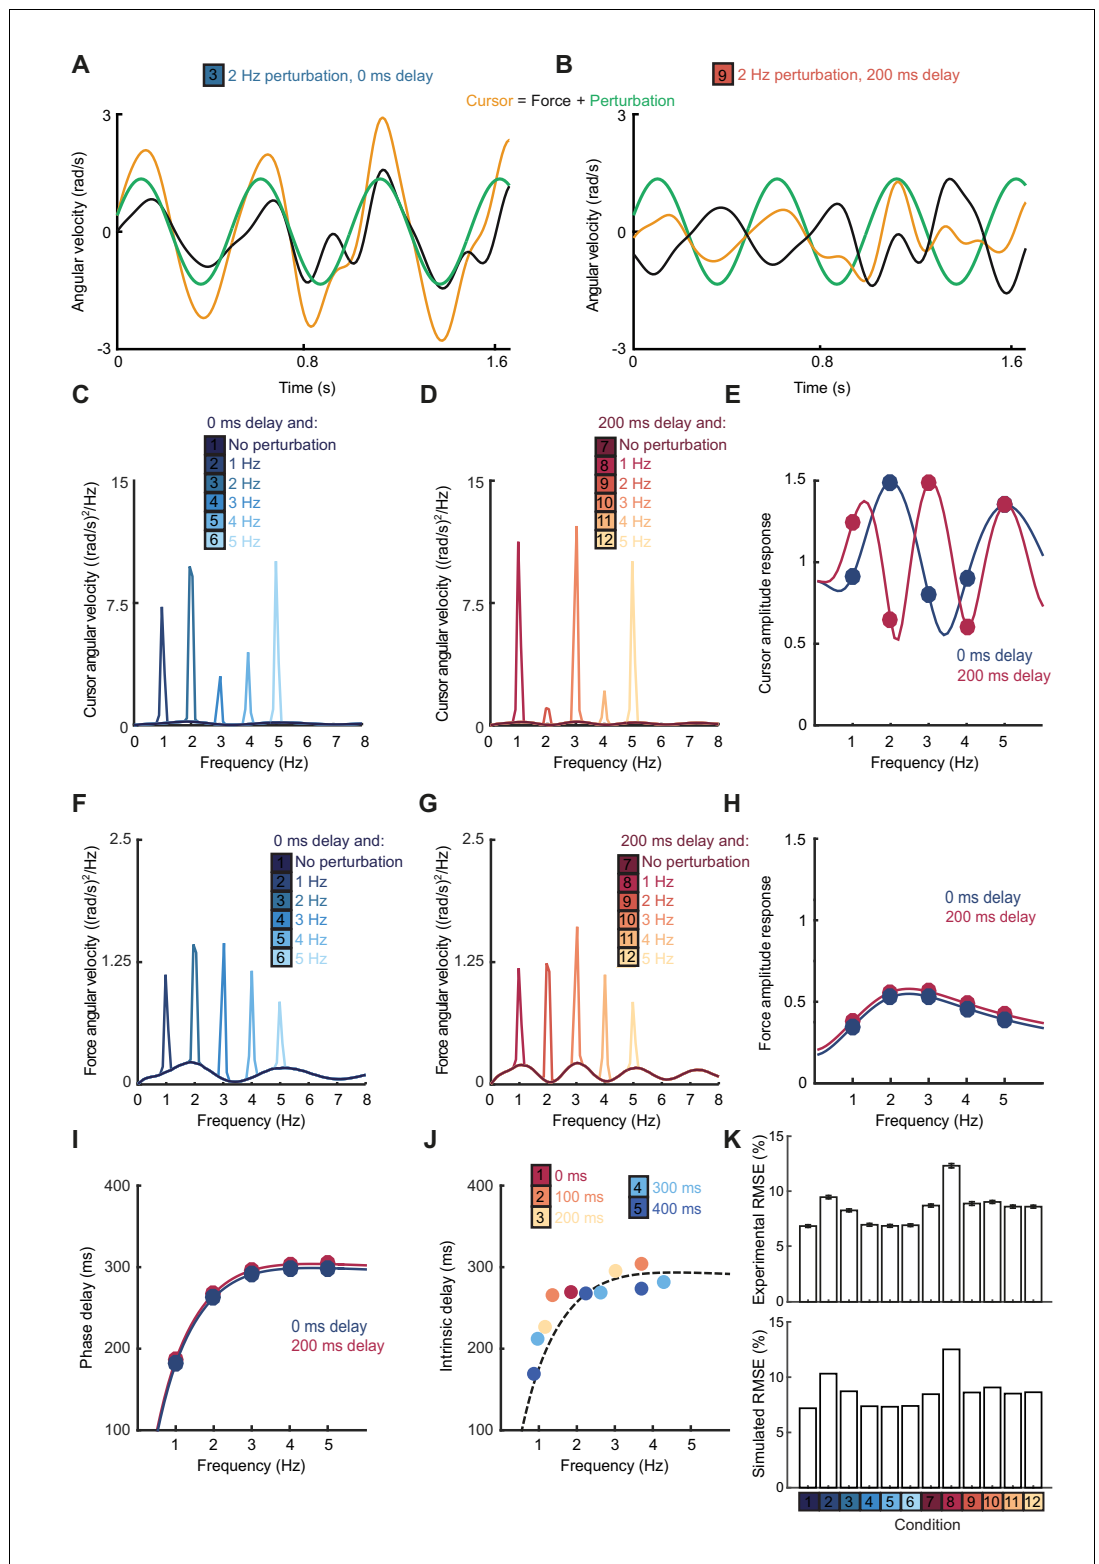 A
3 2 Hz perturbation, 0 ms delay
B
9 2 Hz perturbation, 200 ms delay
Cursor = Force + Perturbation
Angular velocity (rad/s)
3
0
-3
0 0.8 1.6
Time (s)
Angular velocity (rad/s)
3
0
-3
0 0.8 1.6
Time (s)
C
0 ms delay and:
1 No perturbation
2 1 Hz
3 2 Hz
4 3 Hz
5 4 Hz
6 5 Hz
Cursor angular velocity ((rad/s)²/Hz)
15
7.5
0
0 1 2 3 4 5 6 7 8
Frequency (Hz)
D
200 ms delay and:
7 No perturbation
8 1 Hz
9 2 Hz
10 3 Hz
11 4 Hz
12 5 Hz
Cursor angular velocity ((rad/s)²/Hz)
15
7.5
0
0 1 2 3 4 5 6 7 8
Frequency (Hz)
E
Cursor amplitude response
1.5
1
0.5
0
0 ms delay
200 ms delay
1 2 3 4 5
Frequency (Hz)
F
0 ms delay and:
1 No perturbation
2 1 Hz
3 2 Hz
4 3 Hz
5 4 Hz
6 5 Hz
Force angular velocity ((rad/s)²/Hz)
2.5
1.25
0
0 1 2 3 4 5 6 7 8
Frequency (Hz)
G
200 ms delay and:
7 No perturbation
8 1 Hz
9 2 Hz
10 3 Hz
11 4 Hz
12 5 Hz
Force angular velocity ((rad/s)²/Hz)
2.5
1.25
0
0 1 2 3 4 5 6 7 8
Frequency (Hz)
H
Force amplitude response
1.5
1
0.5
0
0 ms delay
200 ms delay
1 2 3 4 5
Frequency (Hz)
I
Phase delay (ms)
400
300
200
100
0 ms delay
200 ms delay
1 2 3 4 5
Frequency (Hz)
J
1 0 ms
2 100 ms
3 200 ms
4 300 ms
5 400 ms
Intrinsic delay (ms)
400
300
200
100
1 2 3 4 5
Frequency (Hz)
K
Experimental RMSE (%)
15
10
5
0
Simulated RMSE (%)
15
10
5
0
1 2 3 4 5 6 7 8 9 10 11 12
Condition